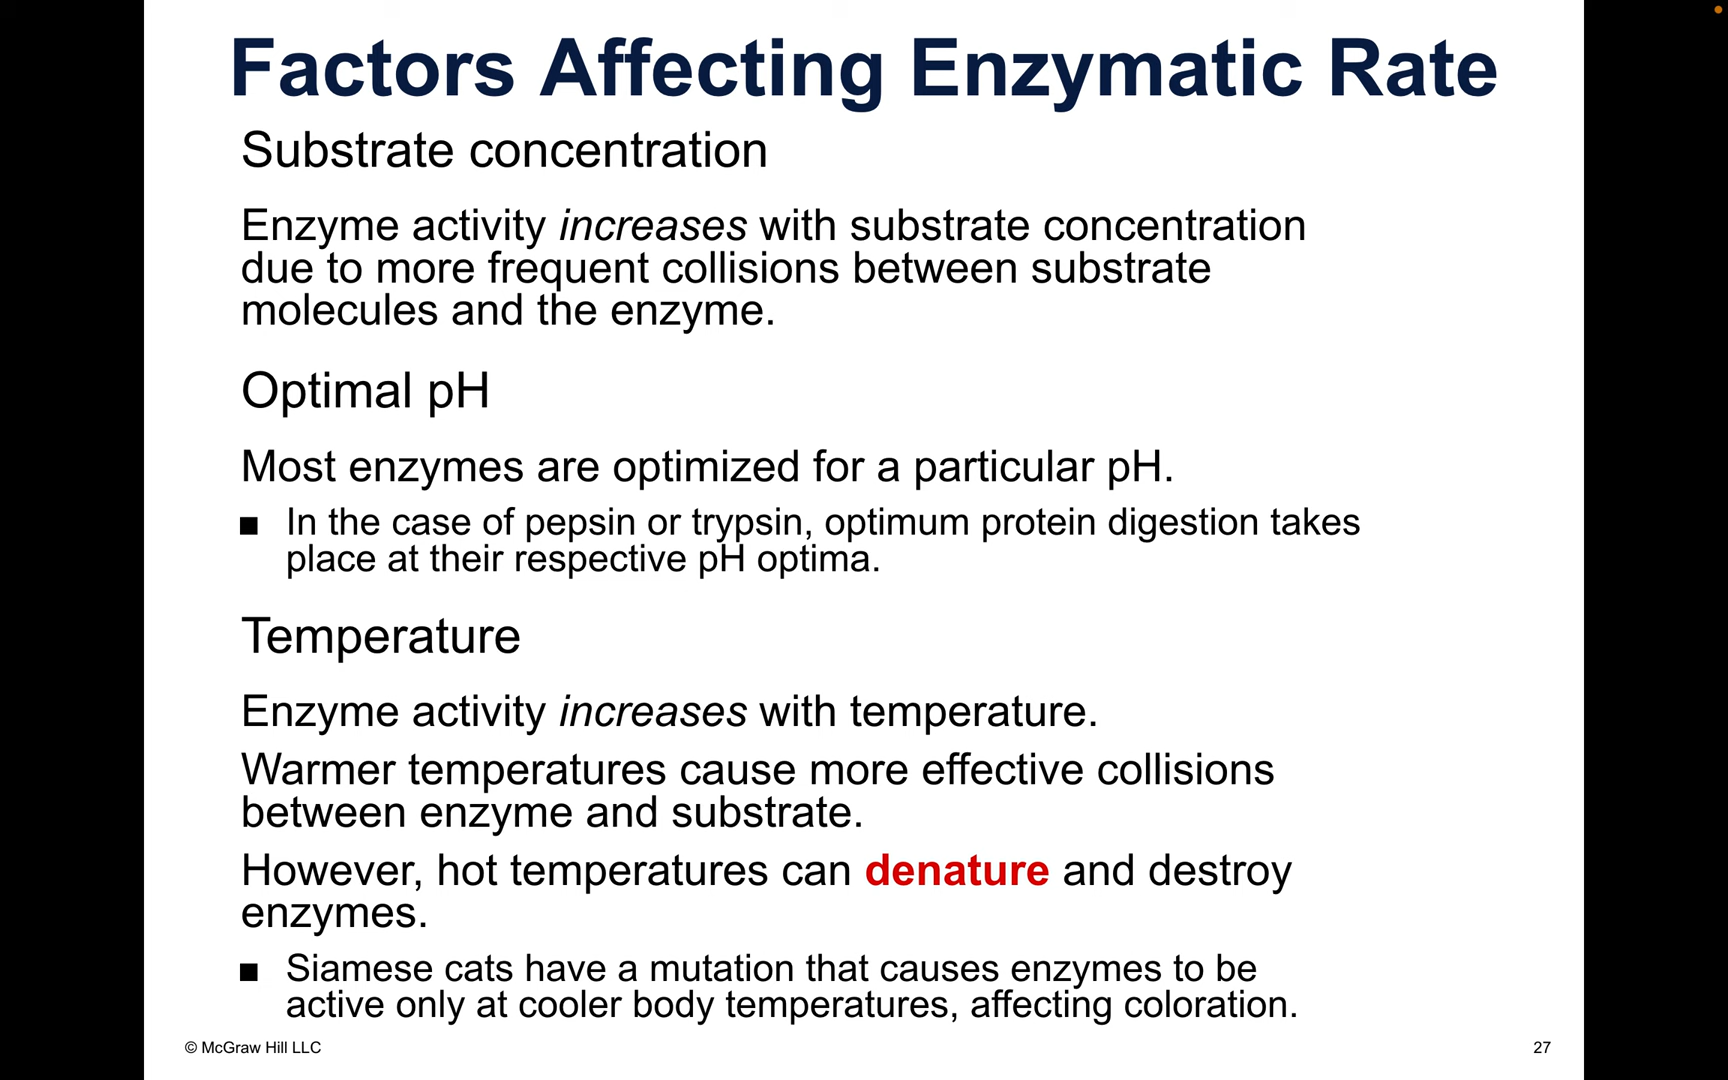 Factors Affecting Enzymatic Rate
Substrate concentration
Enzyme activity increases with substrate concentration
due to more frequent collisions between substrate
molecules and the enzyme.
Optimal pH
Most enzymes are optimized for a particular pH.
■ In the case of pepsin or trypsin, optimum protein digestion takes
place at their respective pH optima.
Temperature
Enzyme activity increases with temperature.
Warmer temperatures cause more effective collisions
between enzyme and substrate.
However, hot temperatures can denature and destroy
enzymes.
■ Siamese cats have a mutation that causes enzymes to be
active only at cooler body temperatures, affecting coloration.
© McGraw Hill LLC
27